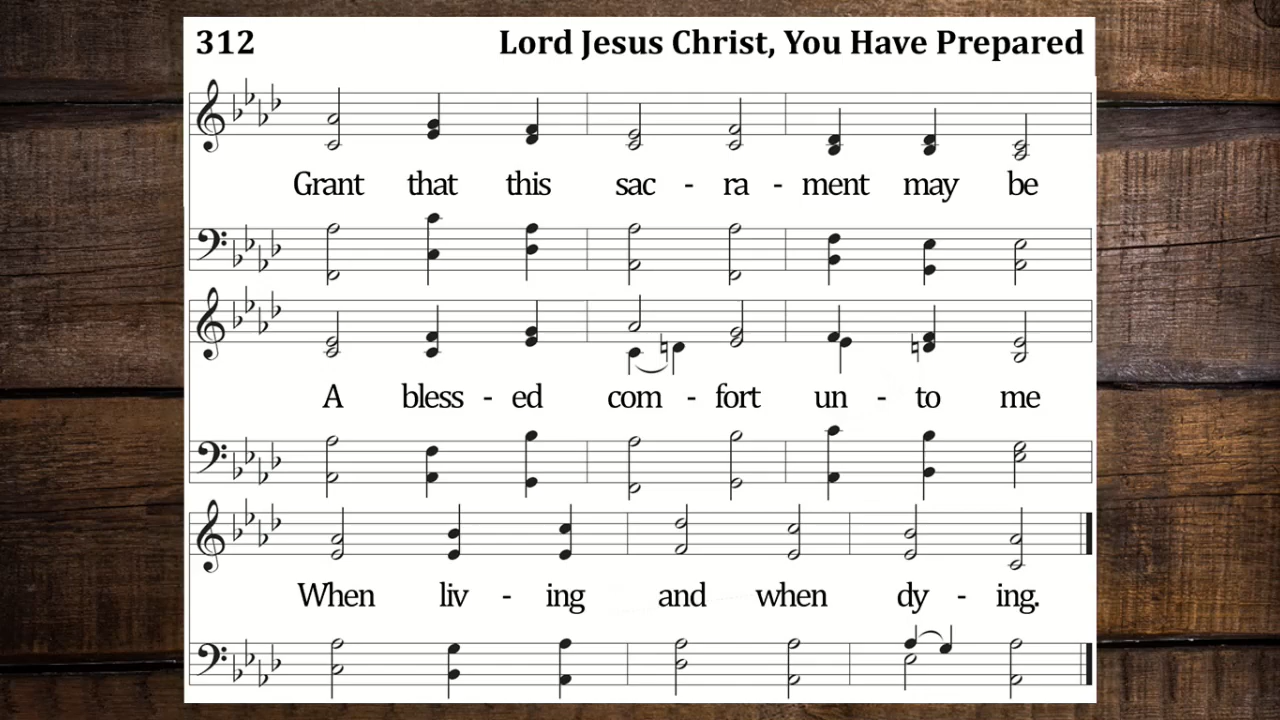 312 Lord Jesus Christ, You Have Prepared
Grant that this sac - ra - ment may be
A bless - ed com - fort un - to me
When liv - ing and when dy - ing.